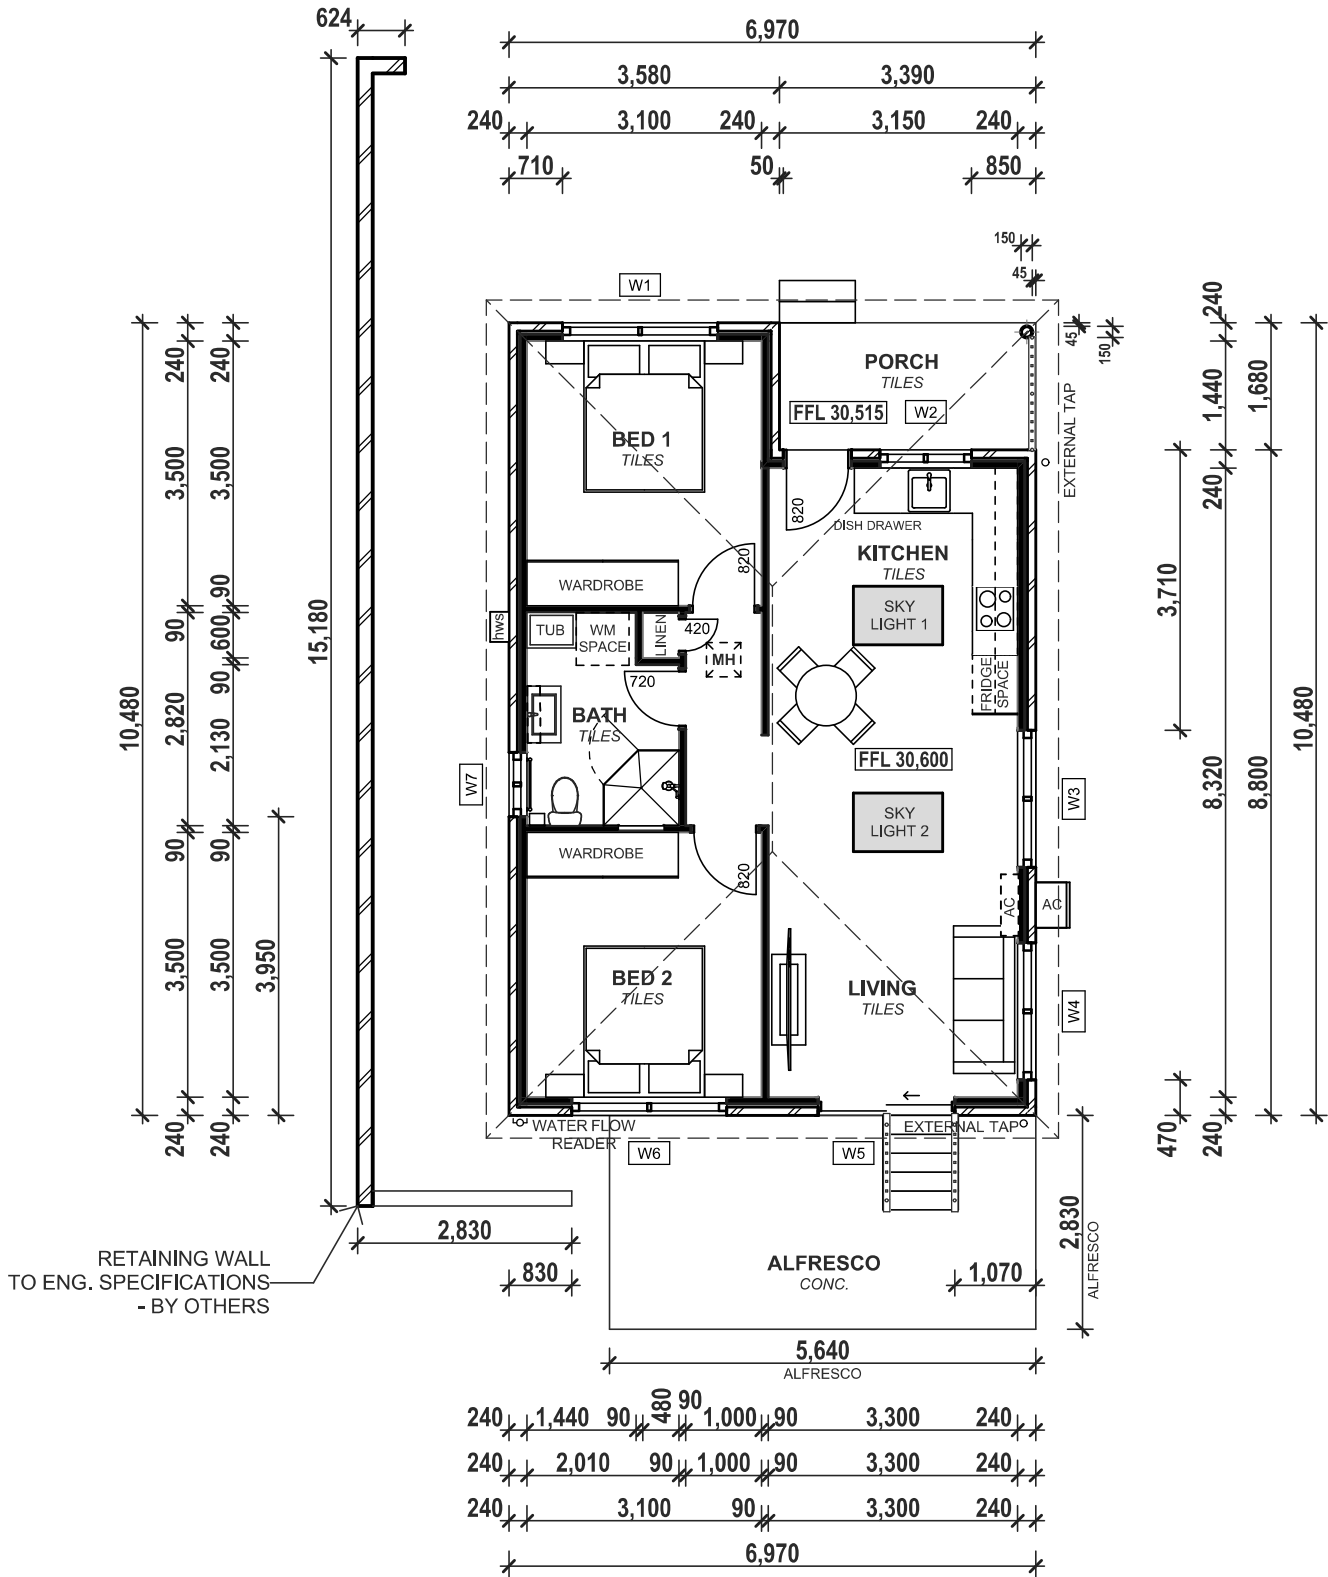 624
6,970
3,580
3,390
240
3,100
240
3,150
240
710
50
850
150
45
W1
45
150
240
240
240
3,500
3,500
90
90
600
90
2,820
2,130
90
90
3,500
3,500
3,950
240
240
10,480
15,180
PORCH
TILES
FFL 30,515
W2
EXTERNAL TAP
BED 1
TILES
820
DISH DRAWER
KITCHEN
TILES
820
WARDROBE
SKY
LIGHT 1
hws
TUB
WM
SPACE
LINEN
420
MH
720
FRIDGE
SPACE
BATH
TILES
FFL 30,600
W7
W3
SKY
LIGHT 2
WARDROBE
820
AC
AC
BED 2
TILES
LIVING
TILES
W4
WATER FLOW
READER
EXTERNAL TAP
W6
W5
240
1,440
1,680
240
3,710
8,320
8,800
10,480
470
240
2,830
ALFRESCO
2,830
RETAINING WALL
TO ENG. SPECIFICATIONS
- BY OTHERS
830
ALFRESCO
CONC.
1,070
5,640
ALFRESCO
240
1,440
90
480
90
1,000
90
3,300
240
240
2,010
90
1,000
90
3,300
240
240
3,100
90
3,300
240
6,970